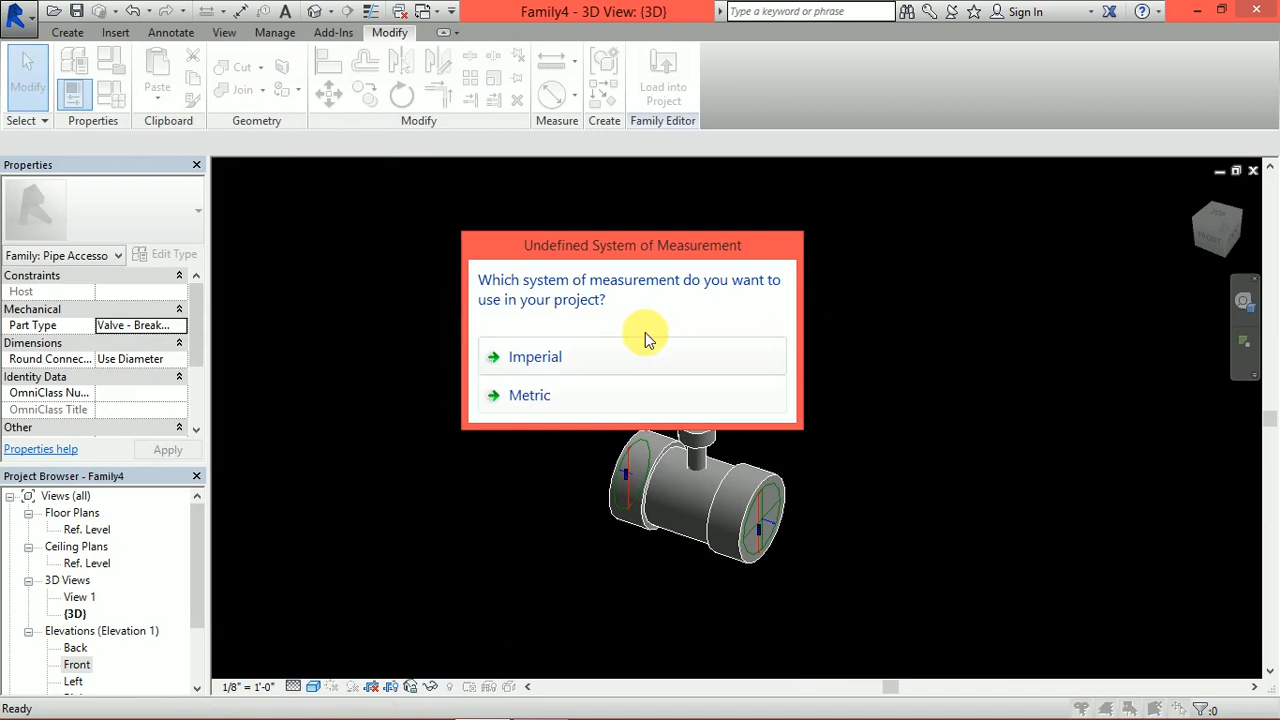 Family4 - 3D View: {3D}
Type a keyword or phrase
Sign In
Create
Insert
Annotate
View
Manage
Add-Ins
Modify
Modify
Paste
Cut
Join
Load into
Project
Select
Properties
Clipboard
Geometry
Modify
Measure
Create
Family Editor
Properties
Family: Pipe Accesso
Edit Type
Constraints
Host
Mechanical
Part Type
Valve - Break...
Dimensions
Round Connec...
Use Diameter
Identity Data
OmniClass Nu...
OmniClass Title
Other
Properties help
Apply
Project Browser - Family4
Views (all)
Floor Plans
Ref. Level
Ceiling Plans
Ref. Level
3D Views
View 1
{3D}
Elevations (Elevation 1)
Back
Front
Left
Undefined System of Measurement
Which system of measurement do you want to
use in your project?
Imperial
Metric
FRONT
1/8" = 1'-0"
Ready
:0